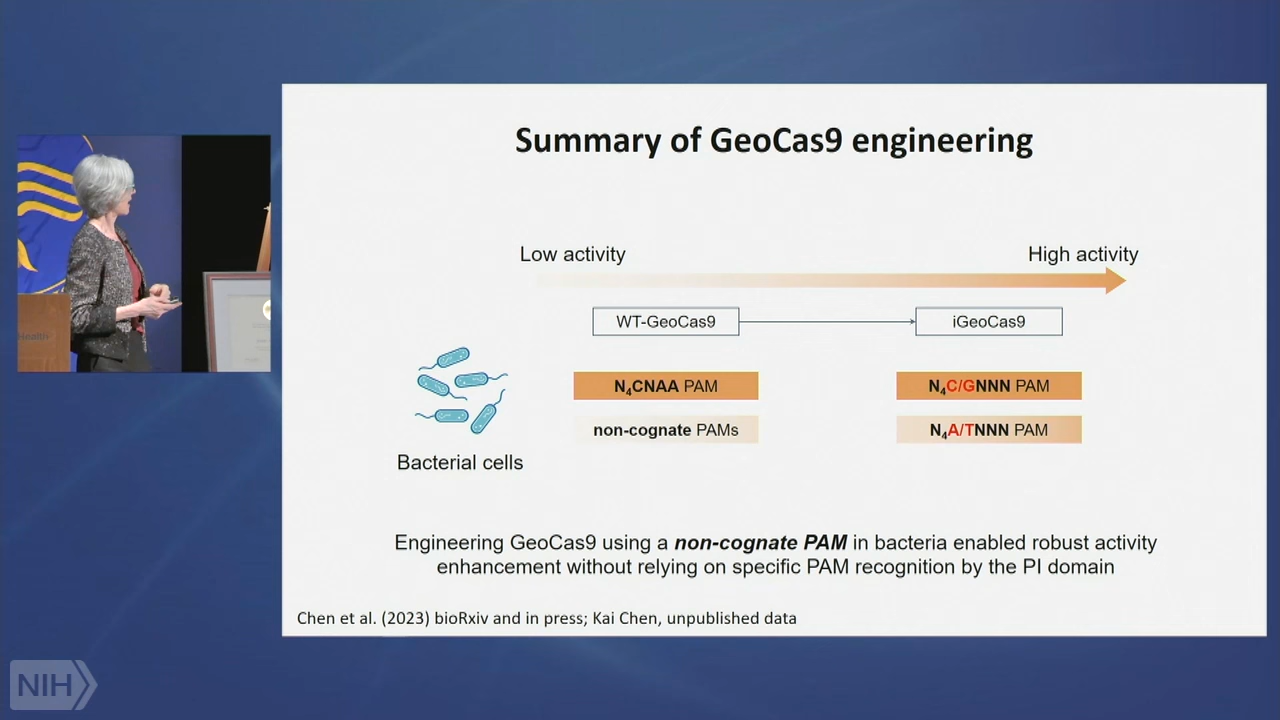 Summary of GeoCas9 engineering
Low activity
High activity
WT-GeoCas9
iGeoCas9
N₄CNAA PAM
N₄C/GNNN PAM
non-cognate PAMs
N₄A/TNNN PAM
Bacterial cells
Engineering GeoCas9 using a non-cognate PAM in bacteria enabled robust activity
enhancement without relying on specific PAM recognition by the PI domain
Chen et al. (2023) bioRxiv and in press; Kai Chen, unpublished data
Health
NIH